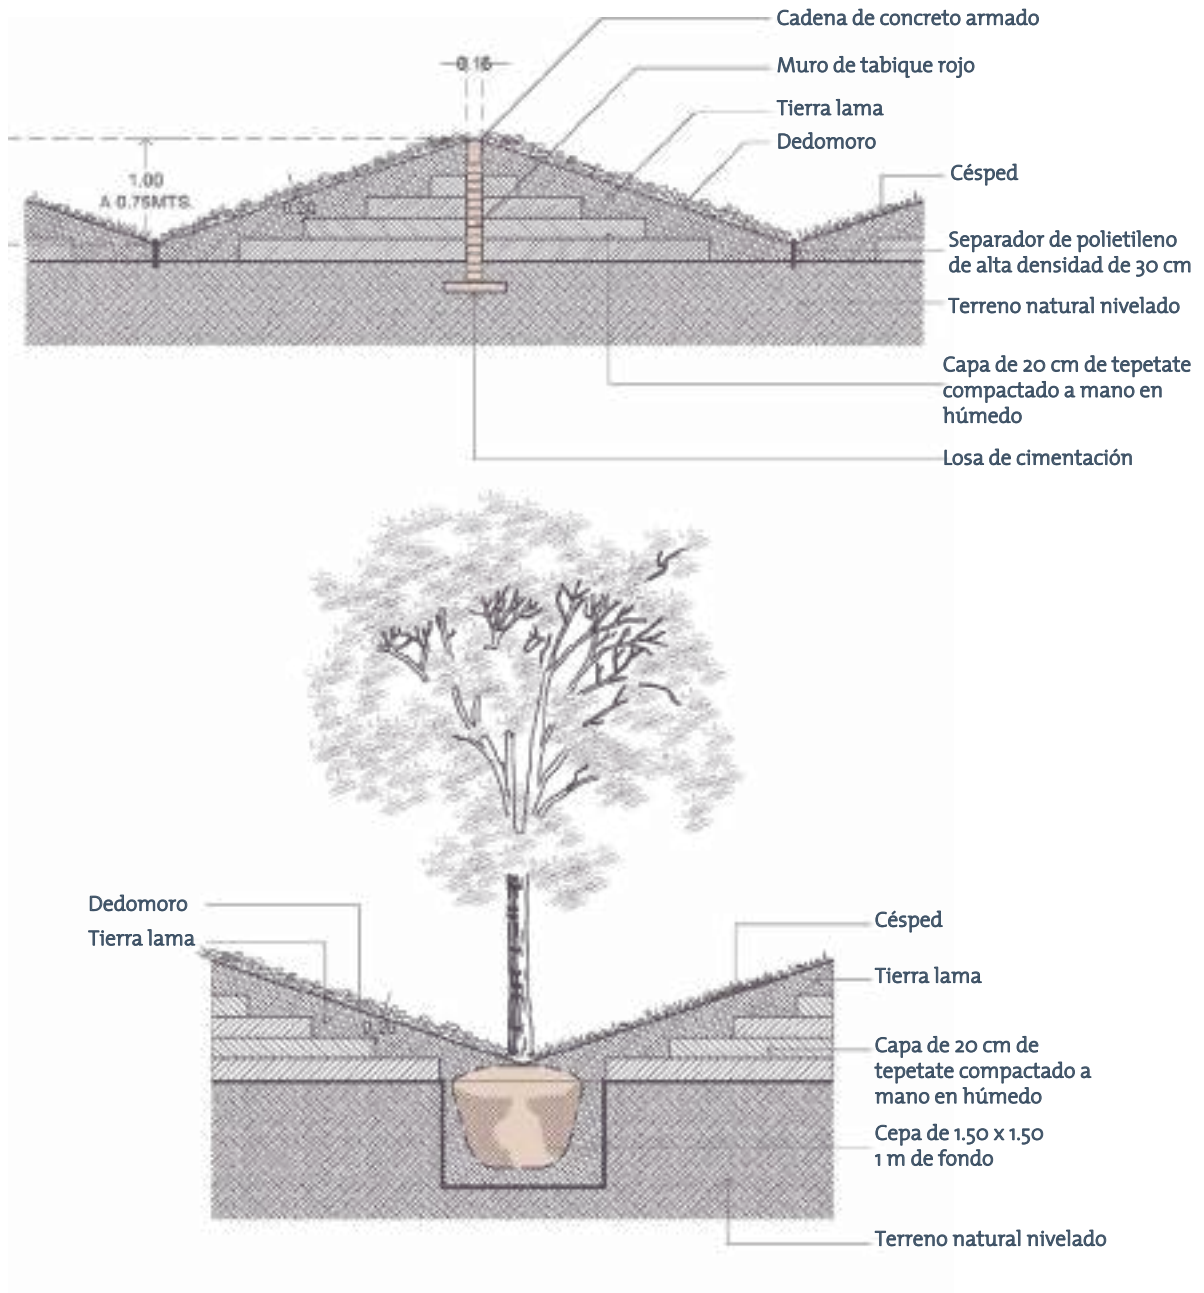 Cadena de concreto armado
0.15
Muro de tabique rojo
Tierra lama
Dedomoro
Césped
1.00
A 0.75MTS.
Separador de polietileno
de alta densidad de 30 cm
Terreno natural nivelado
Capa de 20 cm de tepetate
compactado a mano en
húmedo
Losa de cimentación
Dedomoro
Tierra lama
Césped
Tierra lama
Capa de 20 cm de
tepetate compactado a
mano en húmedo
Cepa de 1.50 x 1.50
1 m de fondo
Terreno natural nivelado